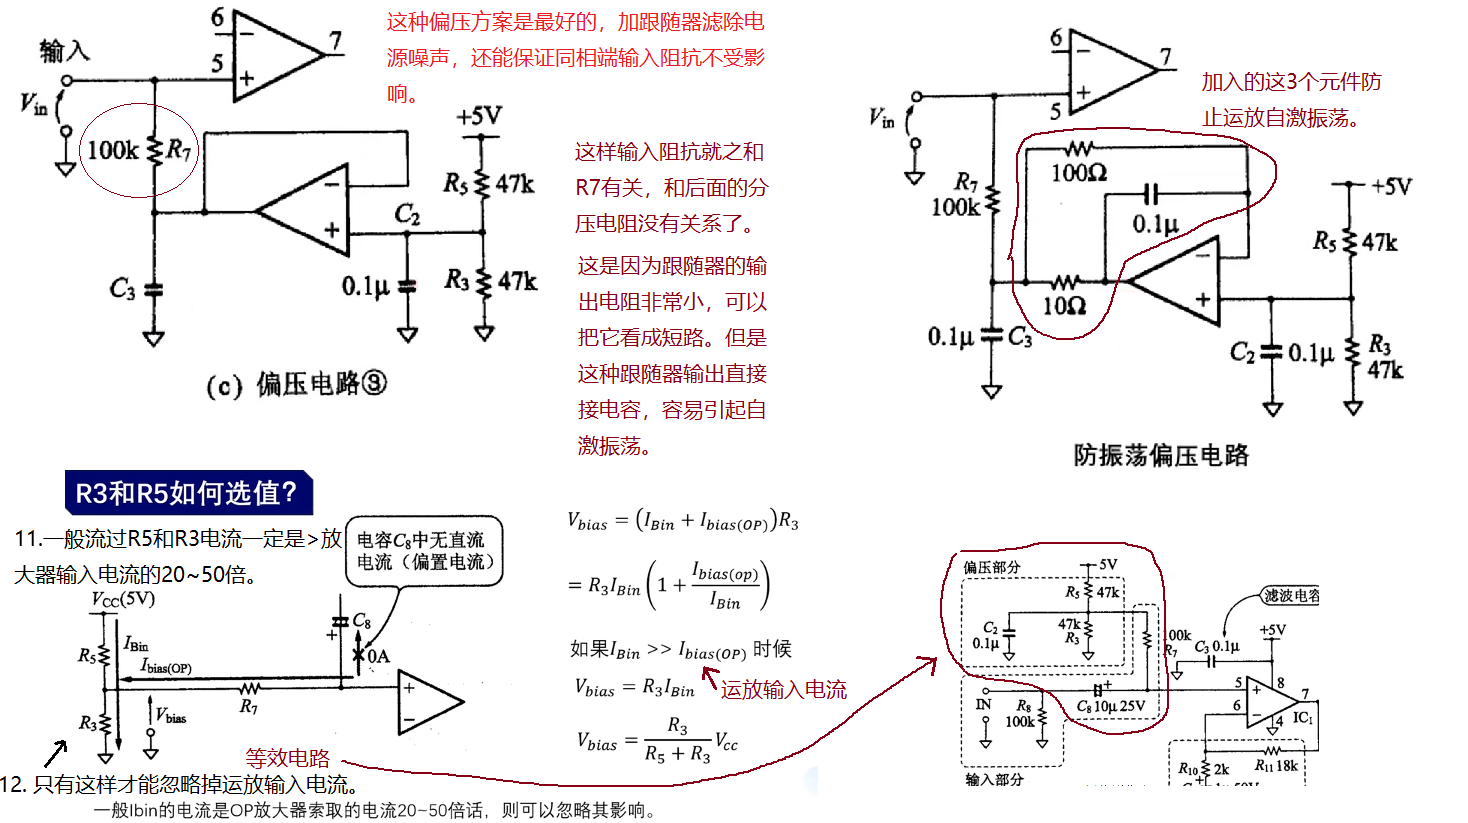 6
5
7
输入
Vin
100k R7
C3
这种偏压方案是最好的，加跟随器滤除电
源噪声，还能保证同相端输入阻抗不受影
响。
+5V
R5 47k
C2
0.1μ
R3 47k
(c) 偏压电路③
这样输入阻抗就之和
R7有关，和后面的分
压电阻没有关系了。
这是因为跟随器的输
出电阻非常小，可以
把它看成短路。但是
这种跟随器输出直接
接电容，容易引起自
激振荡。
6
5
7
Vin
加入的这3个元件防
止运放自激振荡。
R7
100k
100Ω
0.1μ
10Ω
0.1μ C3
+5V
R5 47k
C2 0.1μ
R3
47k
防振荡偏压电路
R3和R5如何选值？
11.一般流过R5和R3电流一定是>放
大器输入电流的20~50倍。
电容C8中无直流
电流（偏置电流）
VCC(5V)
IBin
Ibias(OP)
R5
R3
Vbias
R7
C8
+
0A
+
−
12. 只有这样才能忽略掉运放输入电流。
一般Ibin的电流是OP放大器索取的电流20~50倍话，则可以忽略其影响。
等效电路
Vbias = (IBin + Ibias(OP))R3
= R3IBin (1 + Ibias(op)/IBin)
如果IBin >> Ibias(OP) 时候
Vbias = R3IBin
运放输入电流
Vbias = R3/(R5 + R3) Vcc
偏压部分
5V
R5 47k
C2
0.1μ
47k
R3
100k
R7
滤波电容
C3 0.1μ
+5V
IN
R8
100k
C8 10μ 25V
5
6
8
7
4
IC1
R10 2k
R11 18k
输入部分